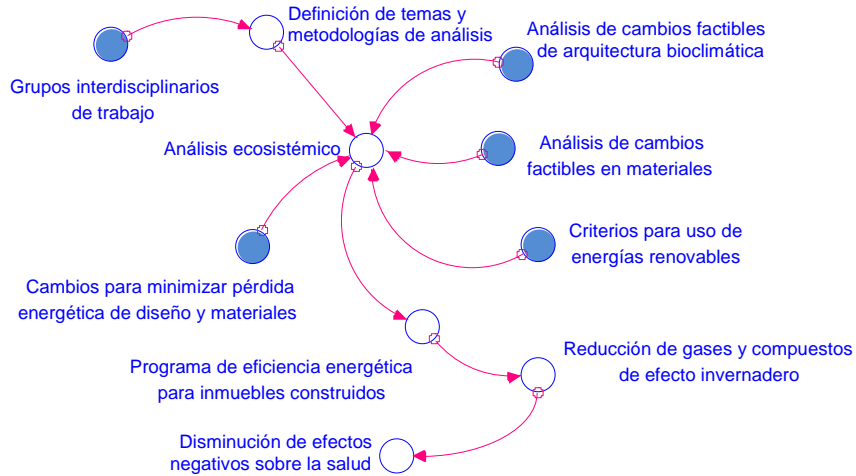 Definición de temas y
metodologías de análisis
Análisis de cambios factibles
de arquitectura bioclimática
Grupos interdisciplinarios
de trabajo
Análisis ecosistémico
Análisis de cambios
factibles en materiales
Criterios para uso de
energías renovables
Cambios para minimizar pérdida
energética de diseño y materiales
Programa de eficiencia energética
para inmuebles construidos
Reducción de gases y compuestos
de efecto invernadero
Disminución de efectos
negativos sobre la salud